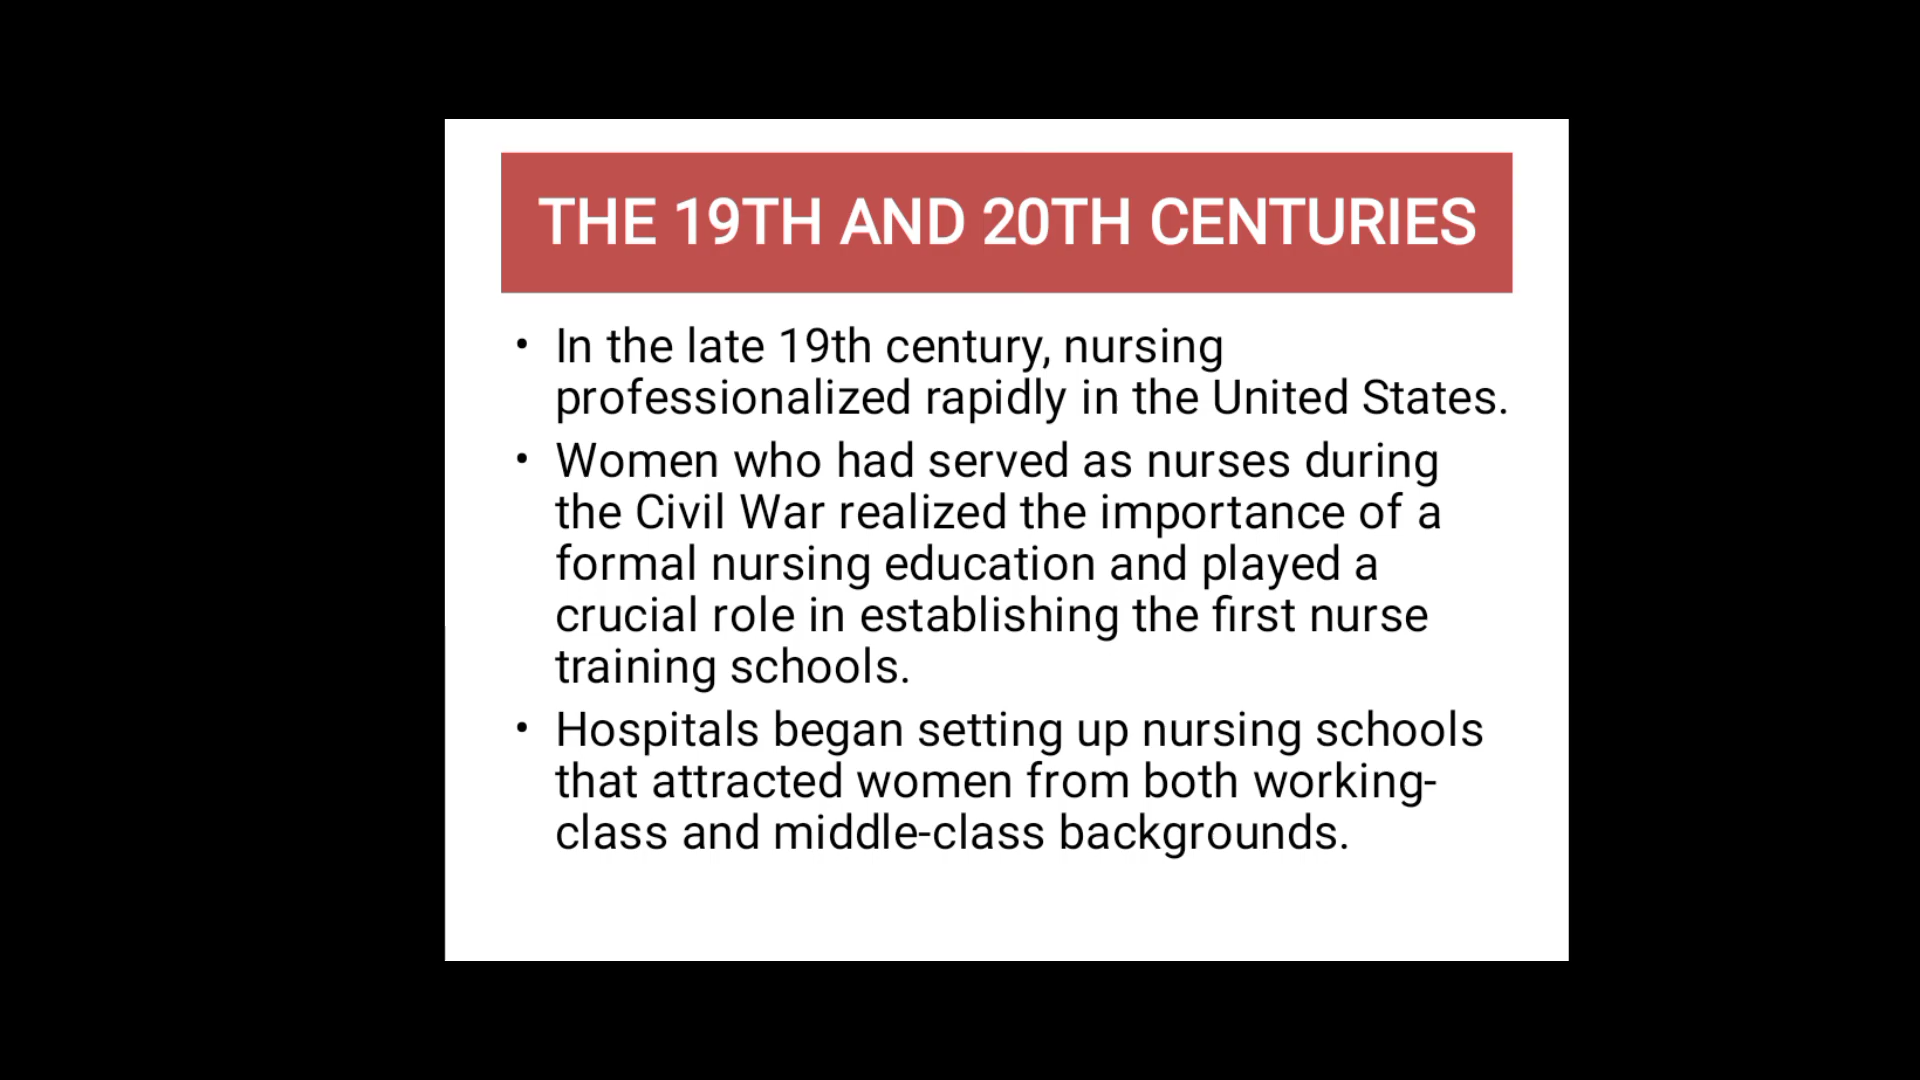 THE 19TH AND 20TH CENTURIES
• In the late 19th century, nursing
professionalized rapidly in the United States.
• Women who had served as nurses during
the Civil War realized the importance of a
formal nursing education and played a
crucial role in establishing the first nurse
training schools.
• Hospitals began setting up nursing schools
that attracted women from both working-
class and middle-class backgrounds.